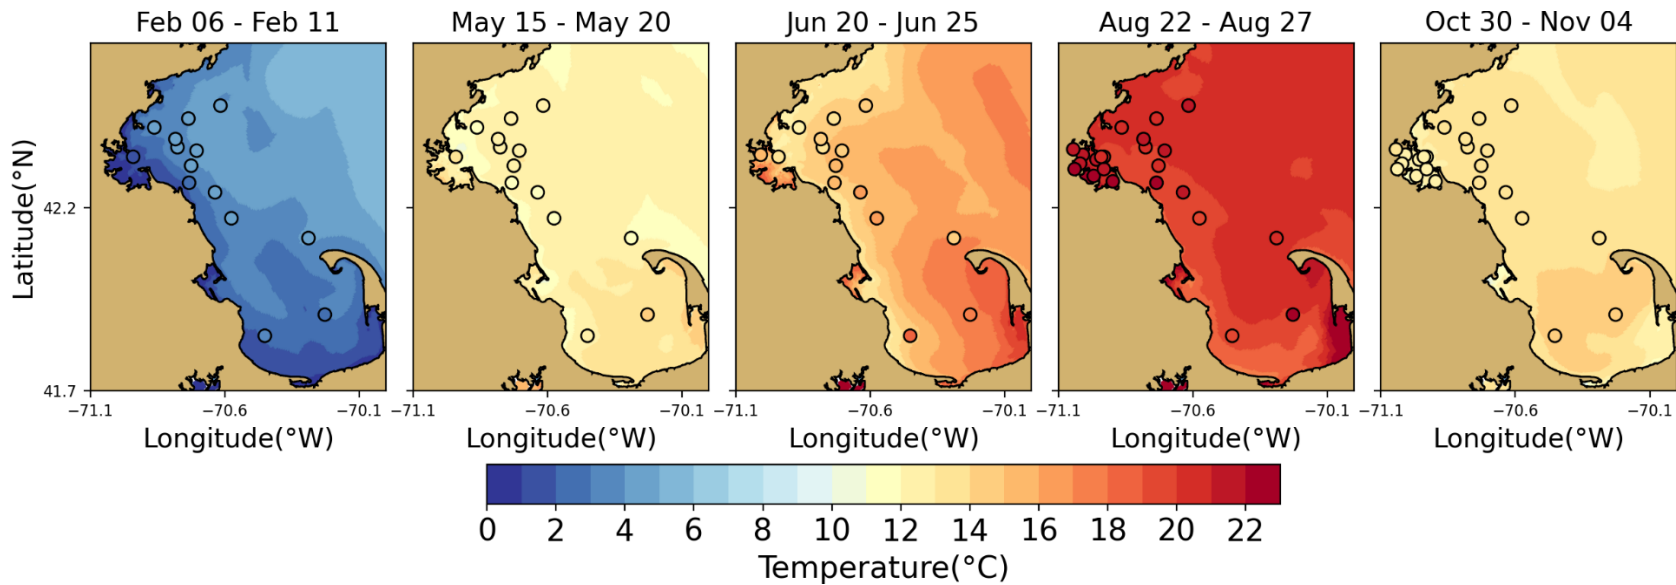 Feb 06 - Feb 11 May 15 - May 20 Jun 20 - Jun 25 Aug 22 - Aug 27 Oct 30 - Nov 04
Latitude(°N)
42.2
41.7
−71.1 −70.6 −70.1 −71.1 −70.6 −70.1 −71.1 −70.6 −70.1 −71.1 −70.6 −70.1 −71.1 −70.6 −70.1
Longitude(°W) Longitude(°W) Longitude(°W) Longitude(°W) Longitude(°W)
0 2 4 6 8 10 12 14 16 18 20 22
Temperature(°C)